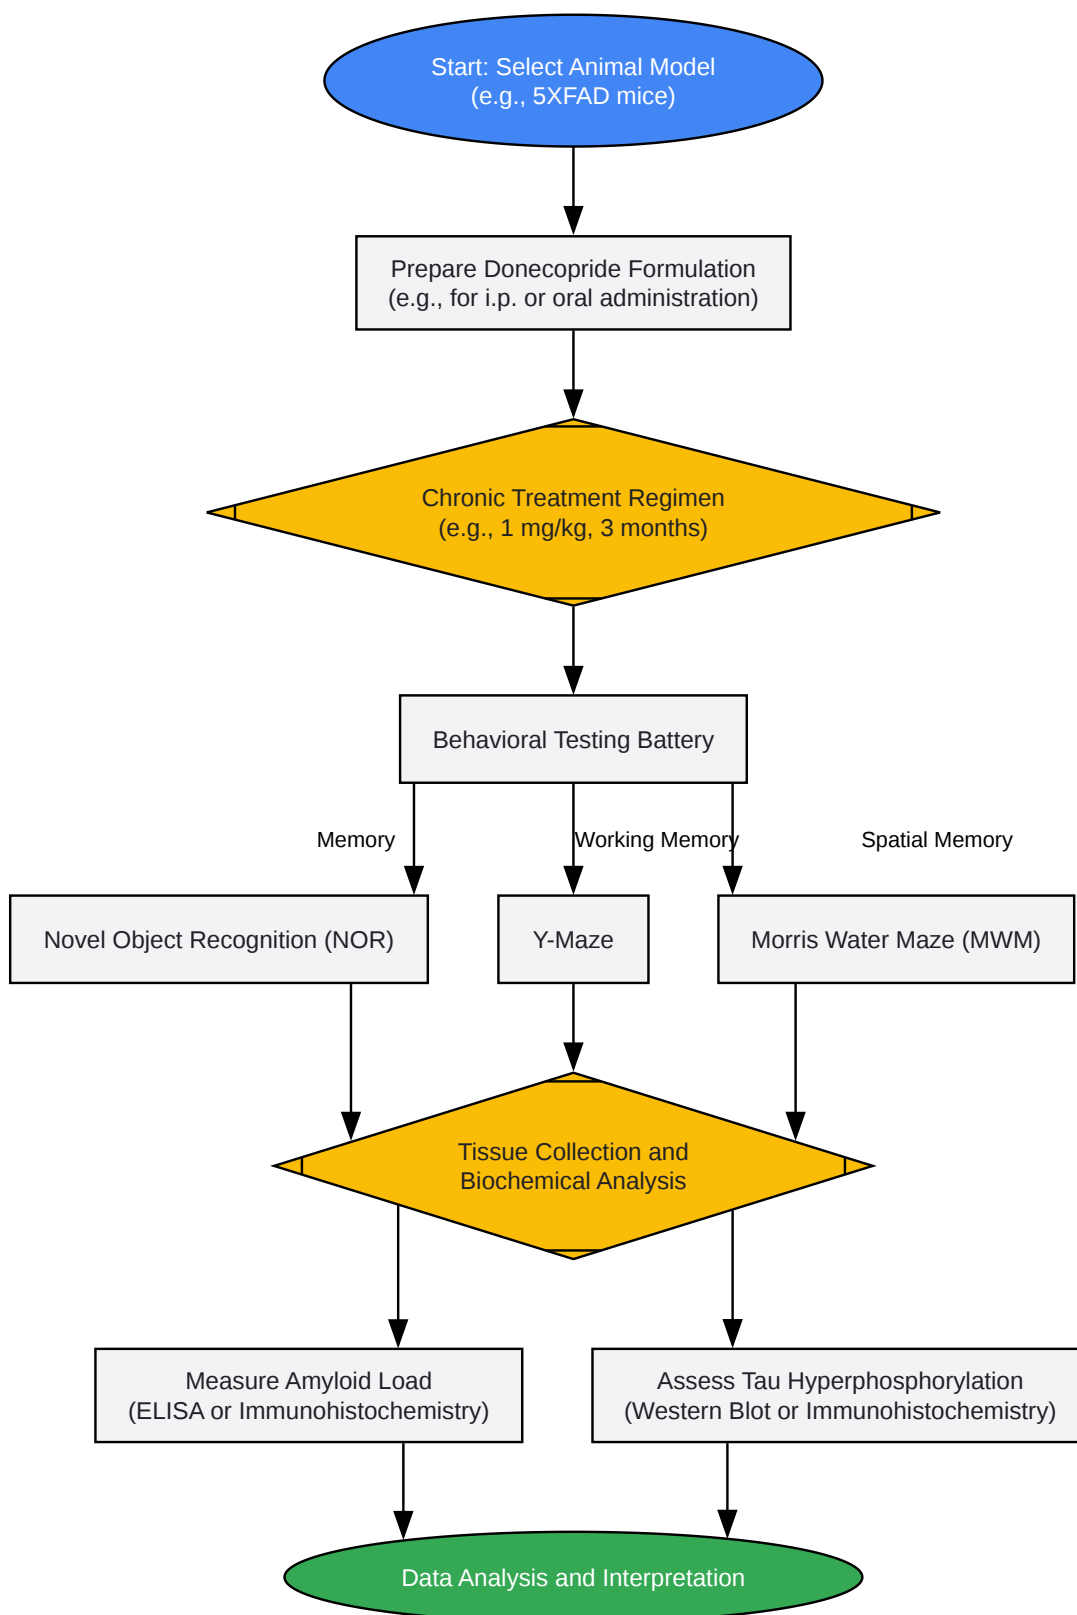 Start: Select Animal Model
(e.g., 5XFAD mice)
Prepare Donecopride Formulation
(e.g., for i.p. or oral administration)
Chronic Treatment Regimen
(e.g., 1 mg/kg, 3 months)
Behavioral Testing Battery
Memory
Working Memory
Spatial Memory
Novel Object Recognition (NOR)
Y-Maze
Morris Water Maze (MWM)
Tissue Collection and
Biochemical Analysis
Measure Amyloid Load
(ELISA or Immunohistochemistry)
Assess Tau Hyperphosphorylation
(Western Blot or Immunohistochemistry)
Data Analysis and Interpretation